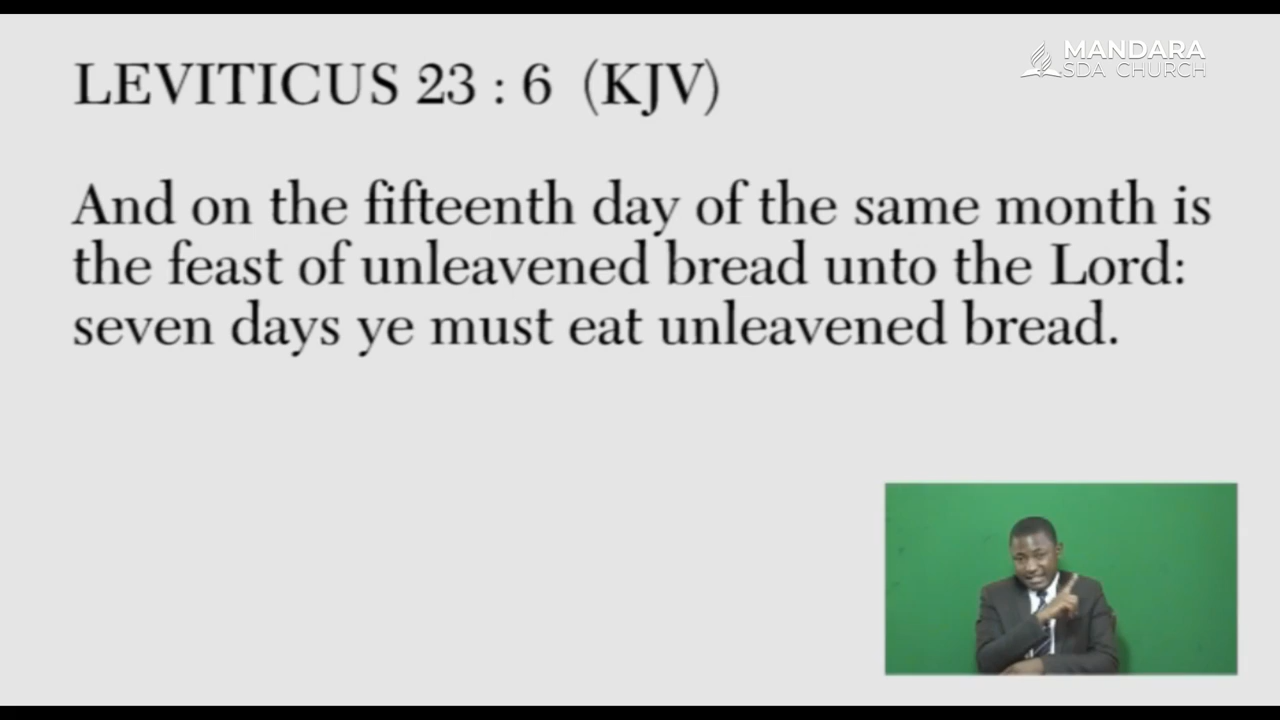 MANDARA
SDA CHURCH
LEVITICUS 23 : 6 (KJV)
And on the fifteenth day of the same month is
the feast of unleavened bread unto the Lord:
seven days ye must eat unleavened bread.